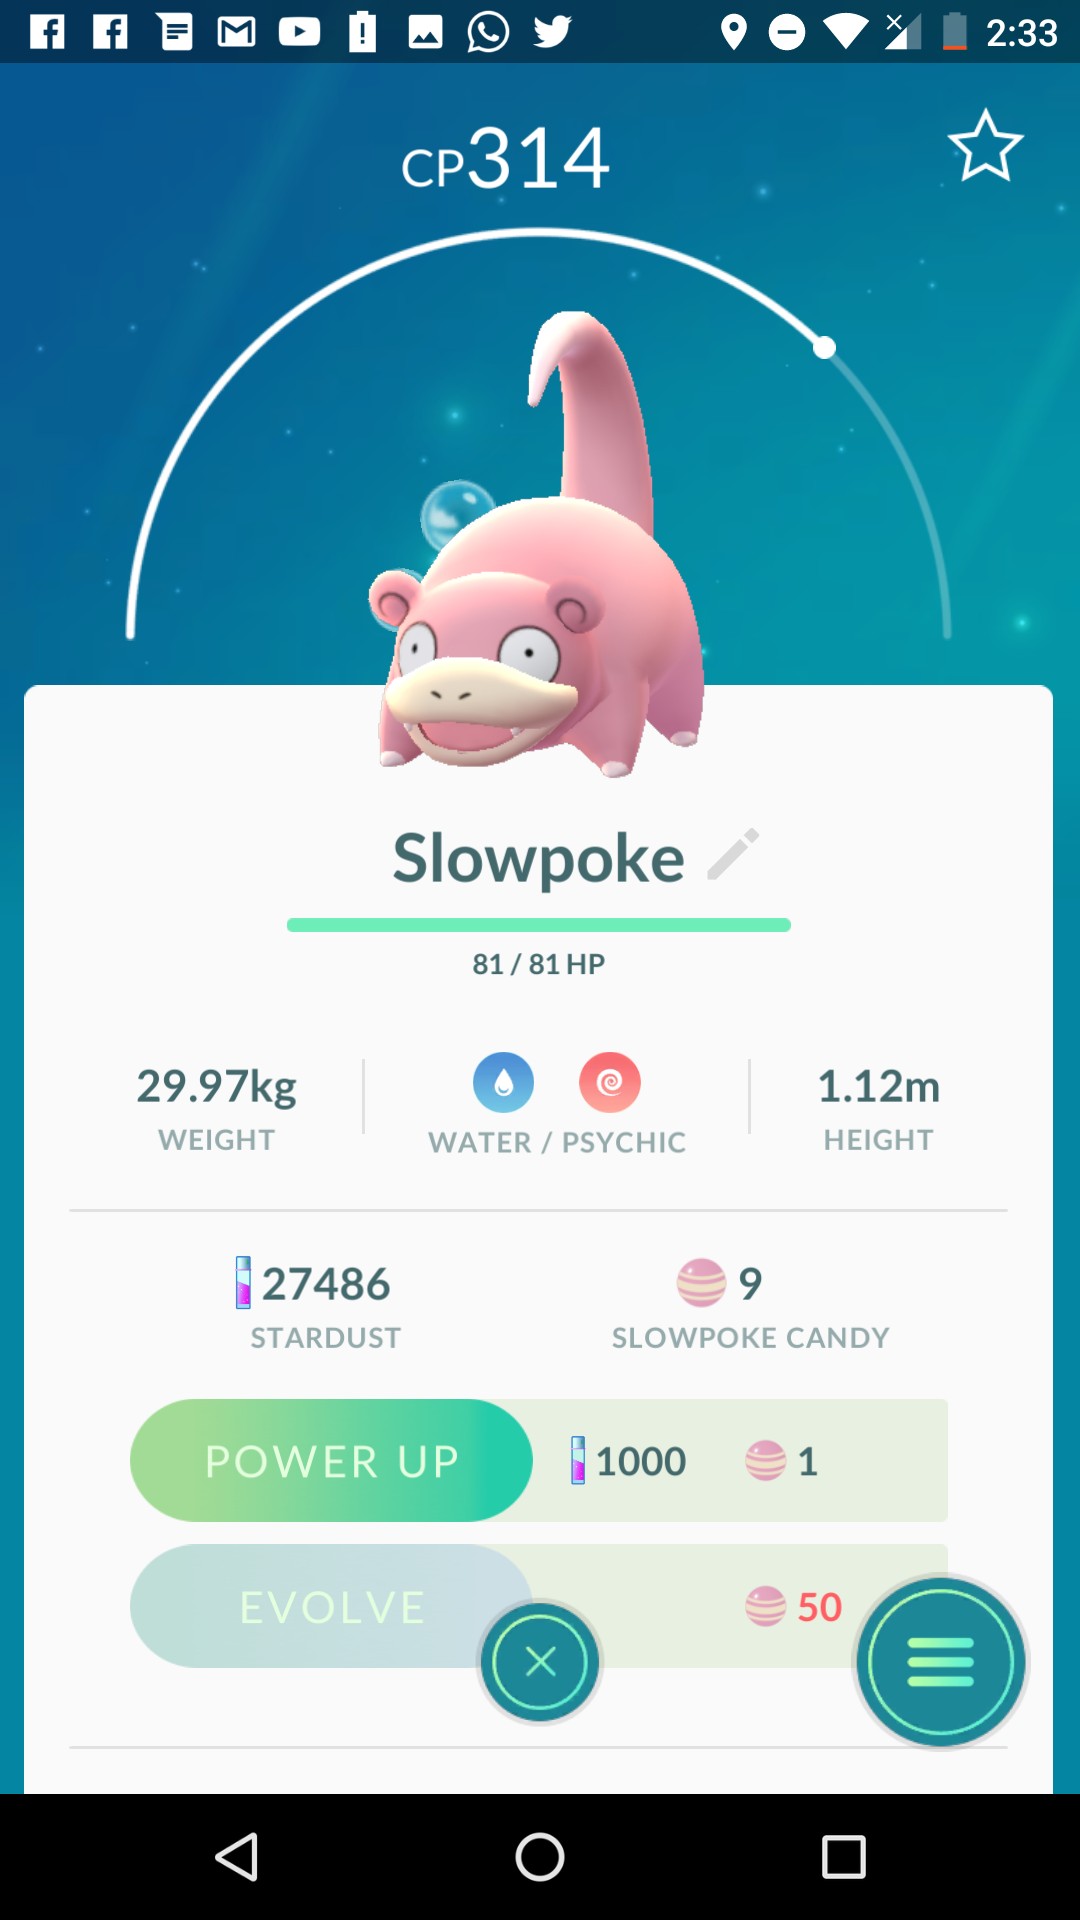 2:33
CP314
Slowpoke
81 / 81 HP
29.97kg
WEIGHT
WATER / PSYCHIC
1.12m
HEIGHT
27486
STARDUST
9
SLOWPOKE CANDY
POWER UP 1000 1
EVOLVE 50